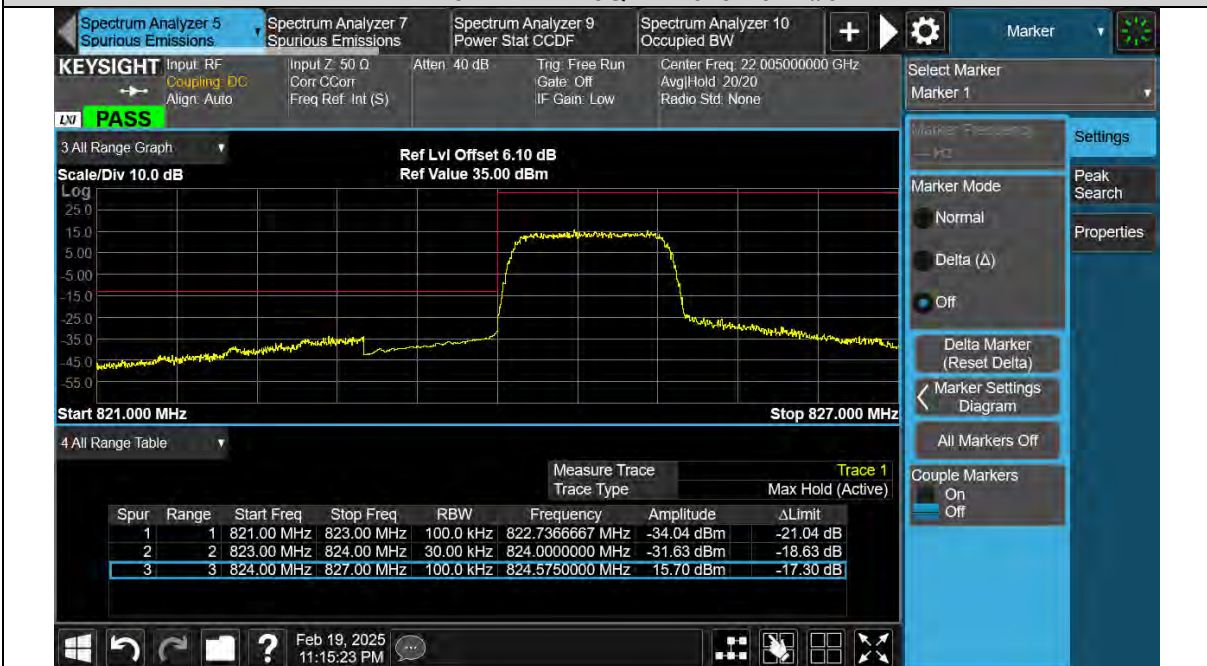 Spectrum Analyzer 5
Spurious Emissions
Spectrum Analyzer 7
Spurious Emissions
Spectrum Analyzer 9
Power Stat CCDF
Spectrum Analyzer 10
Occupied BW
+
Marker
KEYSIGHT
Input: RF
Coupling: DC
Align: Auto
Input Z: 50 Ω
Corr CCorr
Freq Ref: Int (S)
Atten: 40 dB
Trig: Free Run
Gate: Off
IF Gain: Low
Center Freq: 22.005000000 GHz
Avg|Hold: 20/20
Radio Std: None
LXI
PASS
Select Marker
Marker 1
Marker Frequency
--- Hz
Settings
Marker Mode
Normal
Delta (Δ)
Off
Peak
Search
Properties
Delta Marker
(Reset Delta)
Marker Settings
Diagram
All Markers Off
Couple Markers
On
Off
3 All Range Graph
Ref Lvl Offset 6.10 dB
Scale/Div 10.0 dB
Ref Value 35.00 dBm
Log
25.0
15.0
5.00
-5.00
-15.0
-25.0
-35.0
-45.0
-55.0
Start 821.000 MHz
Stop 827.000 MHz
4 All Range Table
Measure Trace Trace 1
Trace Type Max Hold (Active)
Spur Range Start Freq Stop Freq RBW Frequency Amplitude ΔLimit
1 1 821.00 MHz 823.00 MHz 100.0 kHz 822.7366667 MHz -34.04 dBm -21.04 dB
2 2 823.00 MHz 824.00 MHz 30.00 kHz 824.0000000 MHz -31.63 dBm -18.63 dB
3 3 824.00 MHz 827.00 MHz 100.0 kHz 824.5750000 MHz 15.70 dBm -17.30 dB
?
Feb 19, 2025
11:15:23 PM